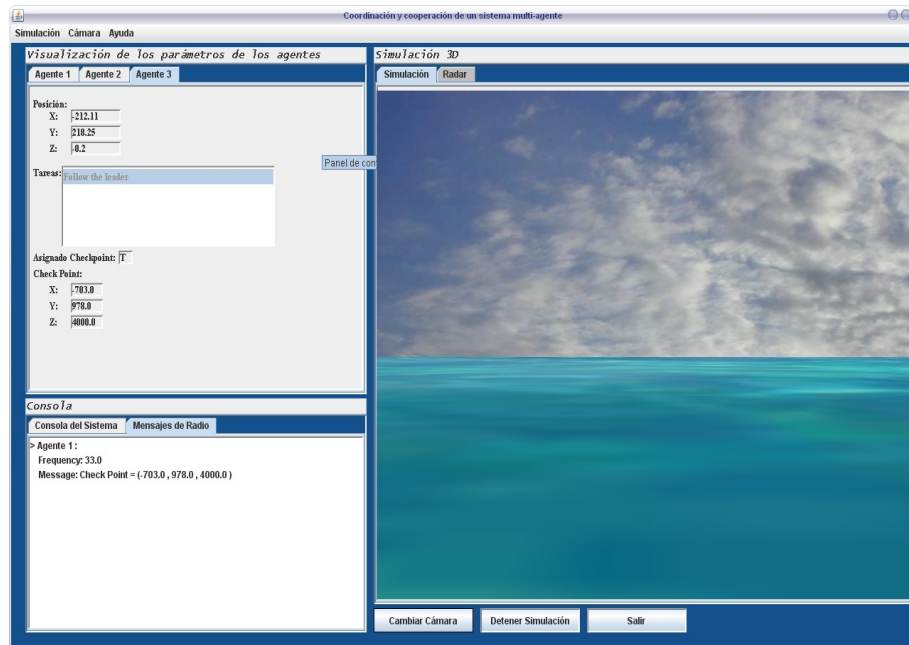 Coordinación y cooperación de un sistema multi-agente
Simulación Cámara Ayuda
Visualización de los parámetros de los agentes
Agente 1 Agente 2 Agente 3
Posición:
X: -212.11
Y: 218.25
Z: -0.2
Tareas: Follow the leader
Asignado Checkpoint: T
Check Point:
X: -703.0
Y: 978.0
Z: 4000.0
Panel de con
Consola
Consola del Sistema Mensajes de Radio
> Agente 1 :
Frequency: 33.0
Message: Check Point = (-703.0 , 978.0 , 4000.0 )
Simulación 3D
Simulación Radar
Cambiar Cámara Detener Simulación Salir